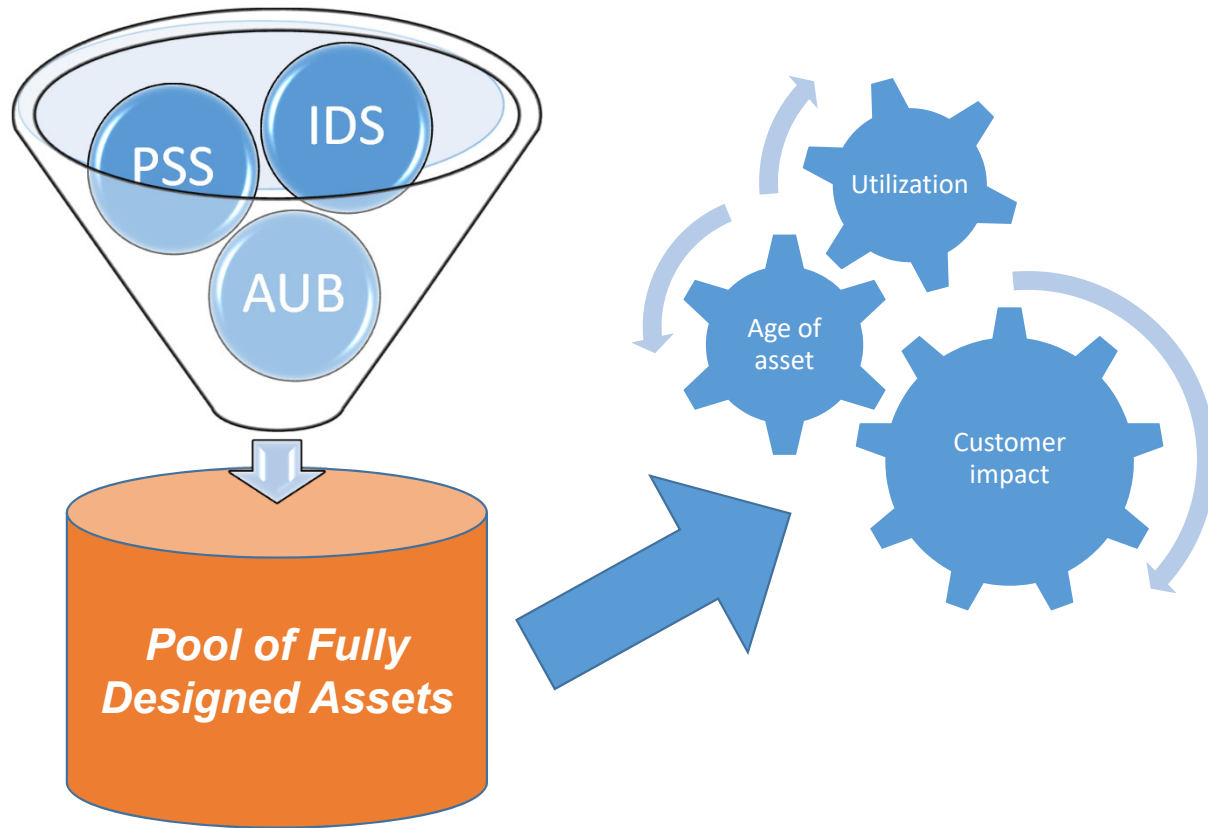 PSS
IDS
AUB
Pool of Fully
Designed Assets
Utilization
Age of
asset
Customer
impact